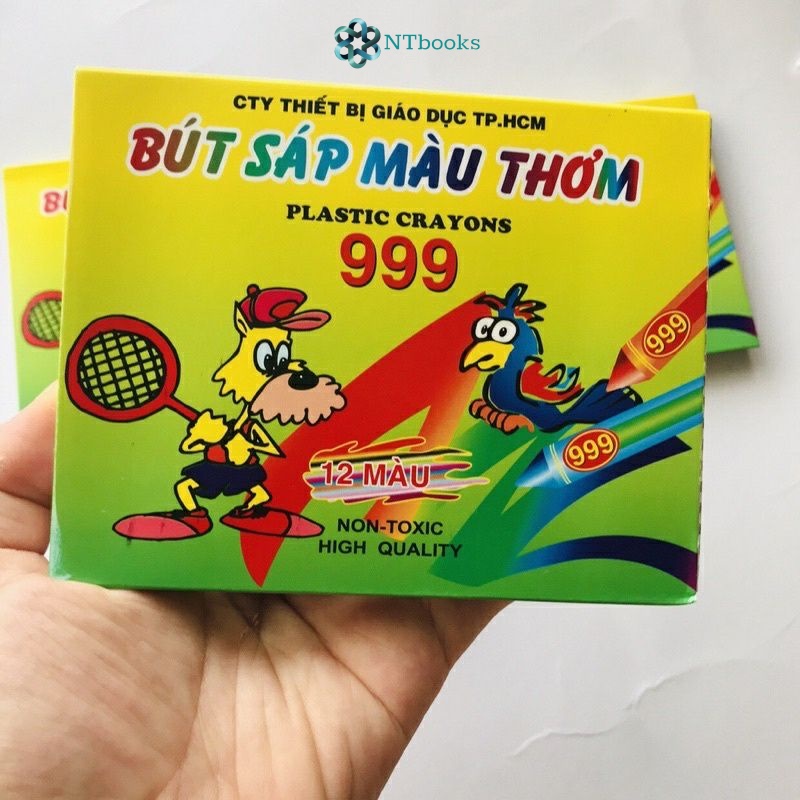 NTbooks
CTY THIẾT BỊ GIÁO DỤC TP.HCM
BÚT SÁP MÀU THƠM
PLASTIC CRAYONS
999
999
999
12 MÀU
NON-TOXIC
HIGH QUALITY